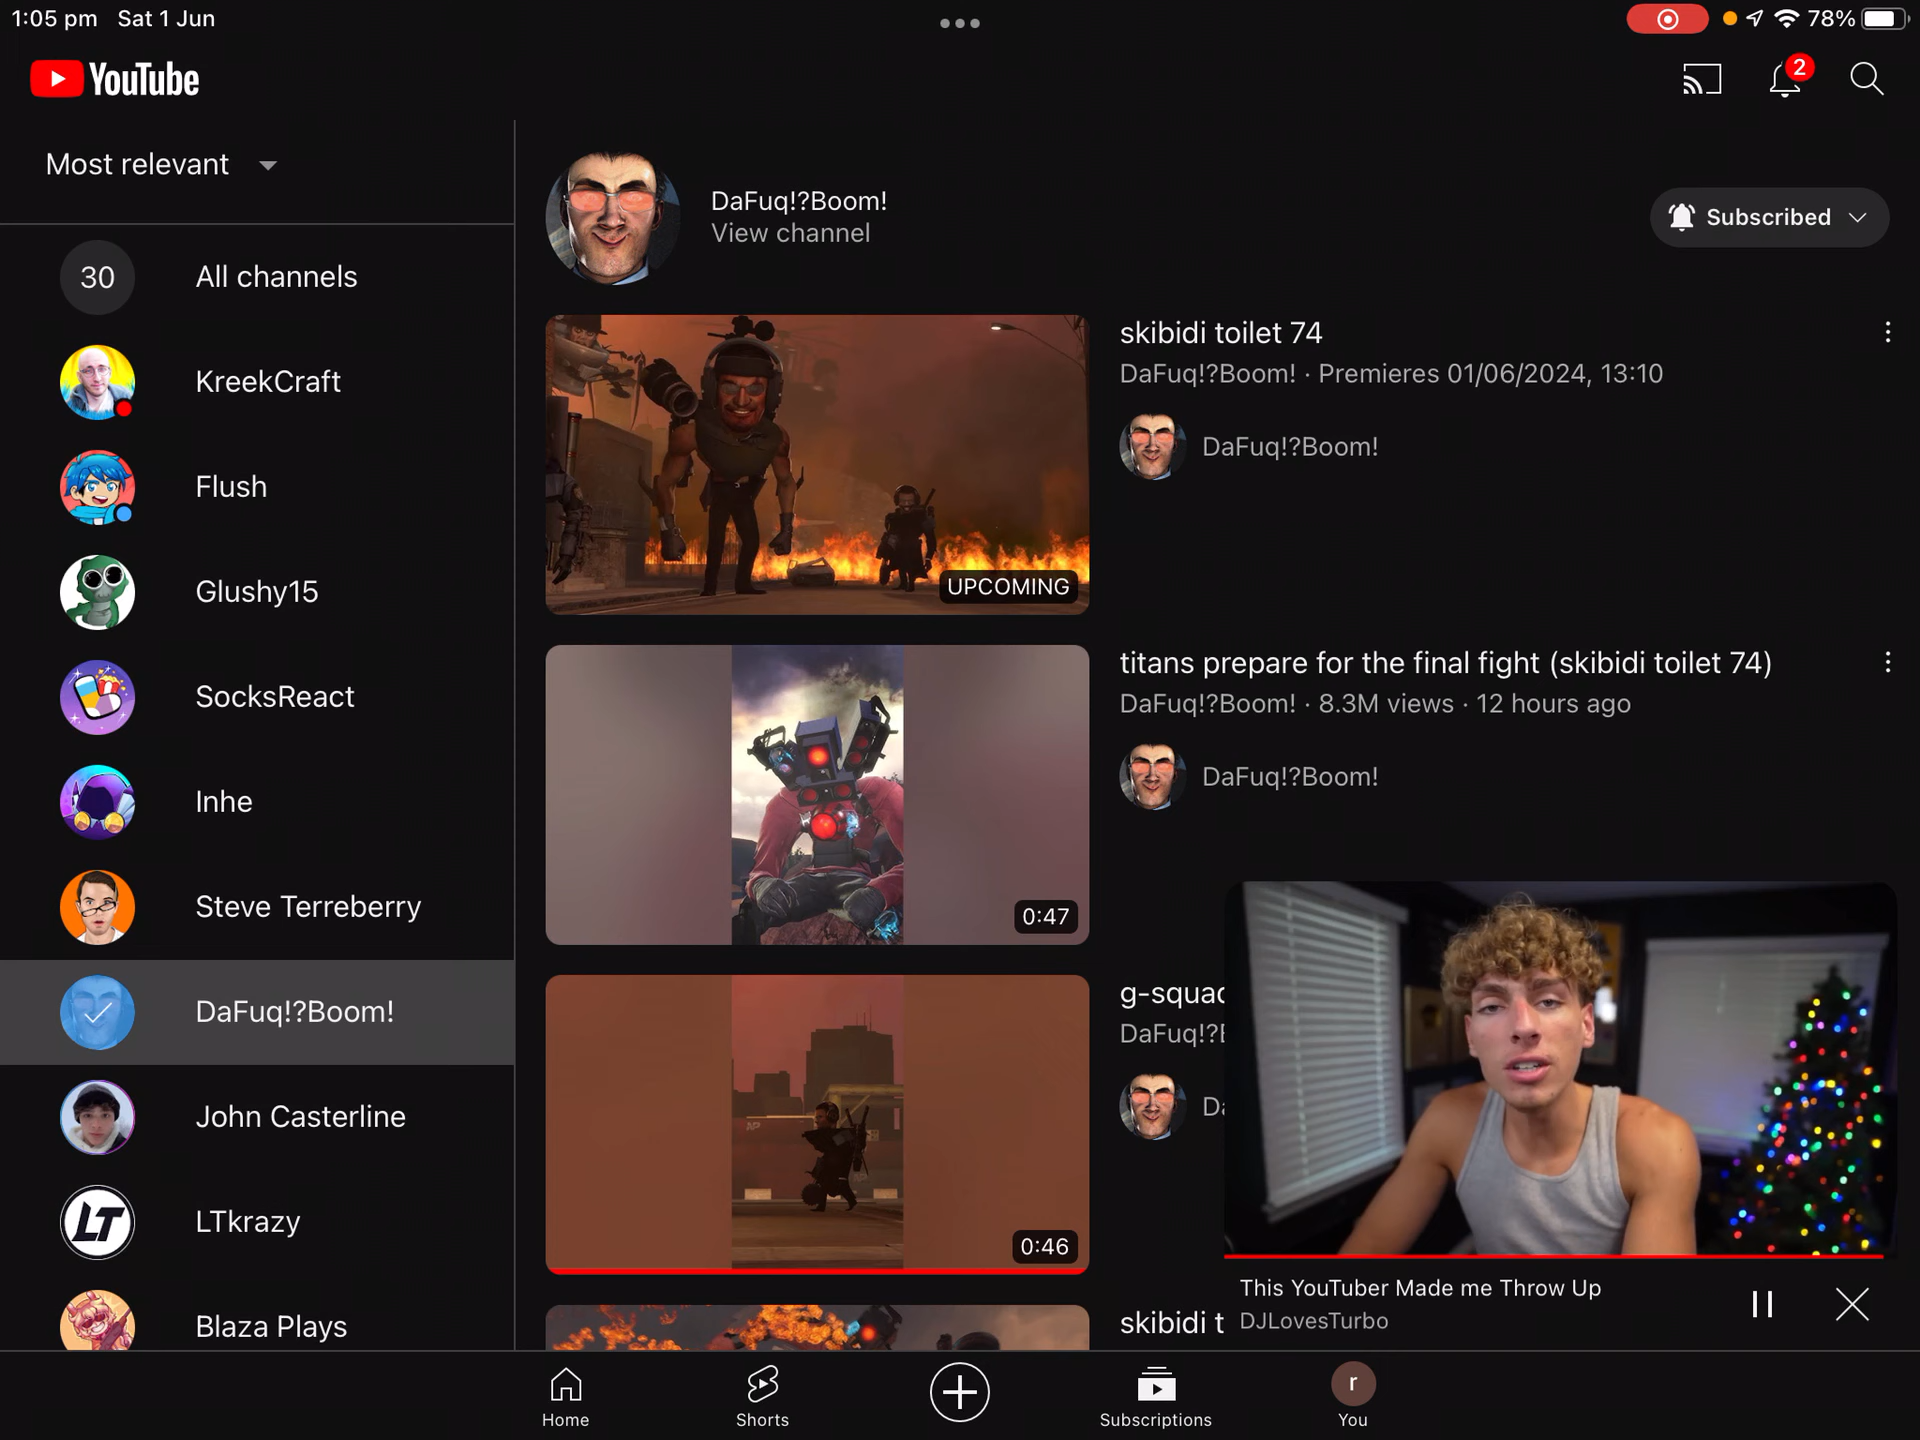 1:05 pm Sat 1 Jun
78%
YouTube
2
Most relevant
30 All channels
KreekCraft
Flush
Glushy15
SocksReact
Inhe
Steve Terreberry
DaFuq!?Boom!
John Casterline
LT LTkrazy
Blaza Plays
DaFuq!?Boom!
View channel
Subscribed
UPCOMING
skibidi toilet 74
DaFuq!?Boom! · Premieres 01/06/2024, 13:10
DaFuq!?Boom!
0:47
titans prepare for the final fight (skibidi toilet 74)
DaFuq!?Boom! · 8.3M views · 12 hours ago
DaFuq!?Boom!
0:46
g-squad
DaFuq!?
skibidi t
This YouTuber Made me Throw Up
DJLovesTurbo
Home
Shorts
Subscriptions
r
You